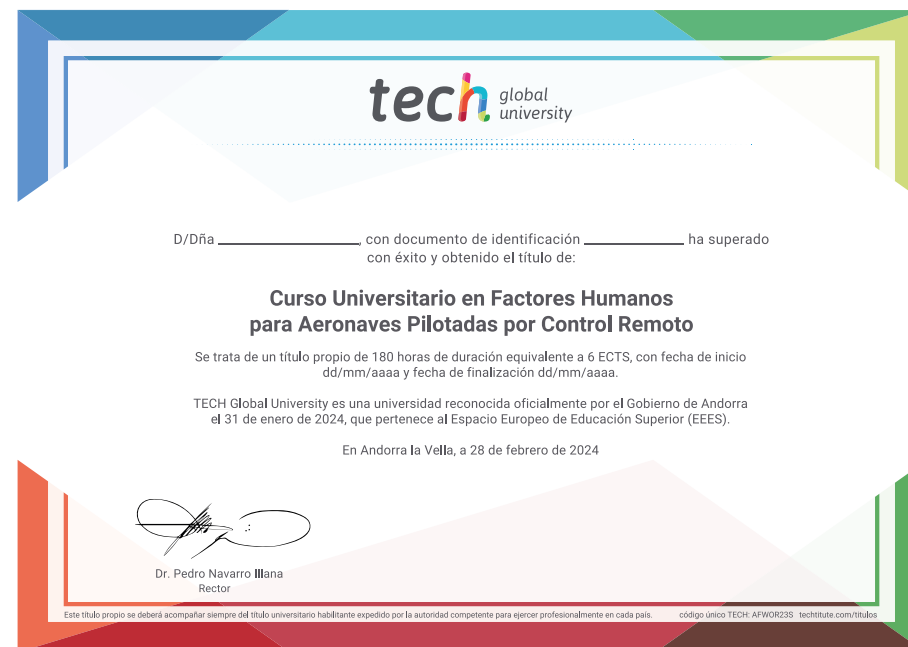 tech global university
D/Dña ____________________, con documento de identificación ______________ ha superado
con éxito y obtenido el título de:
Curso Universitario en Factores Humanos
para Aeronaves Pilotadas por Control Remoto
Se trata de un título propio de 180 horas de duración equivalente a 6 ECTS, con fecha de inicio
dd/mm/aaaa y fecha de finalización dd/mm/aaaa.
TECH Global University es una universidad reconocida oficialmente por el Gobierno de Andorra
el 31 de enero de 2024, que pertenece al Espacio Europeo de Educación Superior (EEES).
En Andorra la Vella, a 28 de febrero de 2024
Dr. Pedro Navarro Illana
Rector
Este título propio se deberá acompañar siempre del título universitario habilitante expedido por la autoridad competente para ejercer profesionalmente en cada país. código único TECH: AFWOR23S techtitute.com/titulos